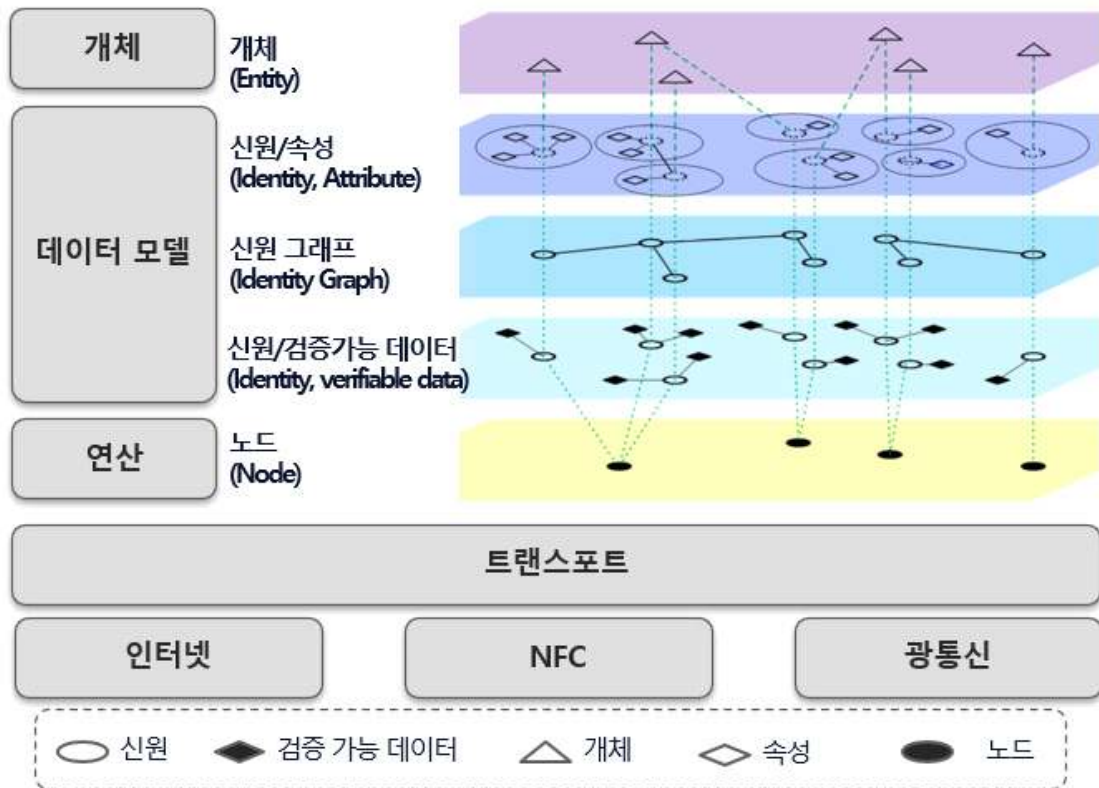 개체
개체
(Entity)
데이터 모델
신원/속성
(Identity, Attribute)
신원 그래프
(Identity Graph)
신원/검증가능 데이터
(Identity, verifiable data)
연산
노드
(Node)
트랜스포트
인터넷
NFC
광통신
신원
검증 가능 데이터
개체
속성
노드